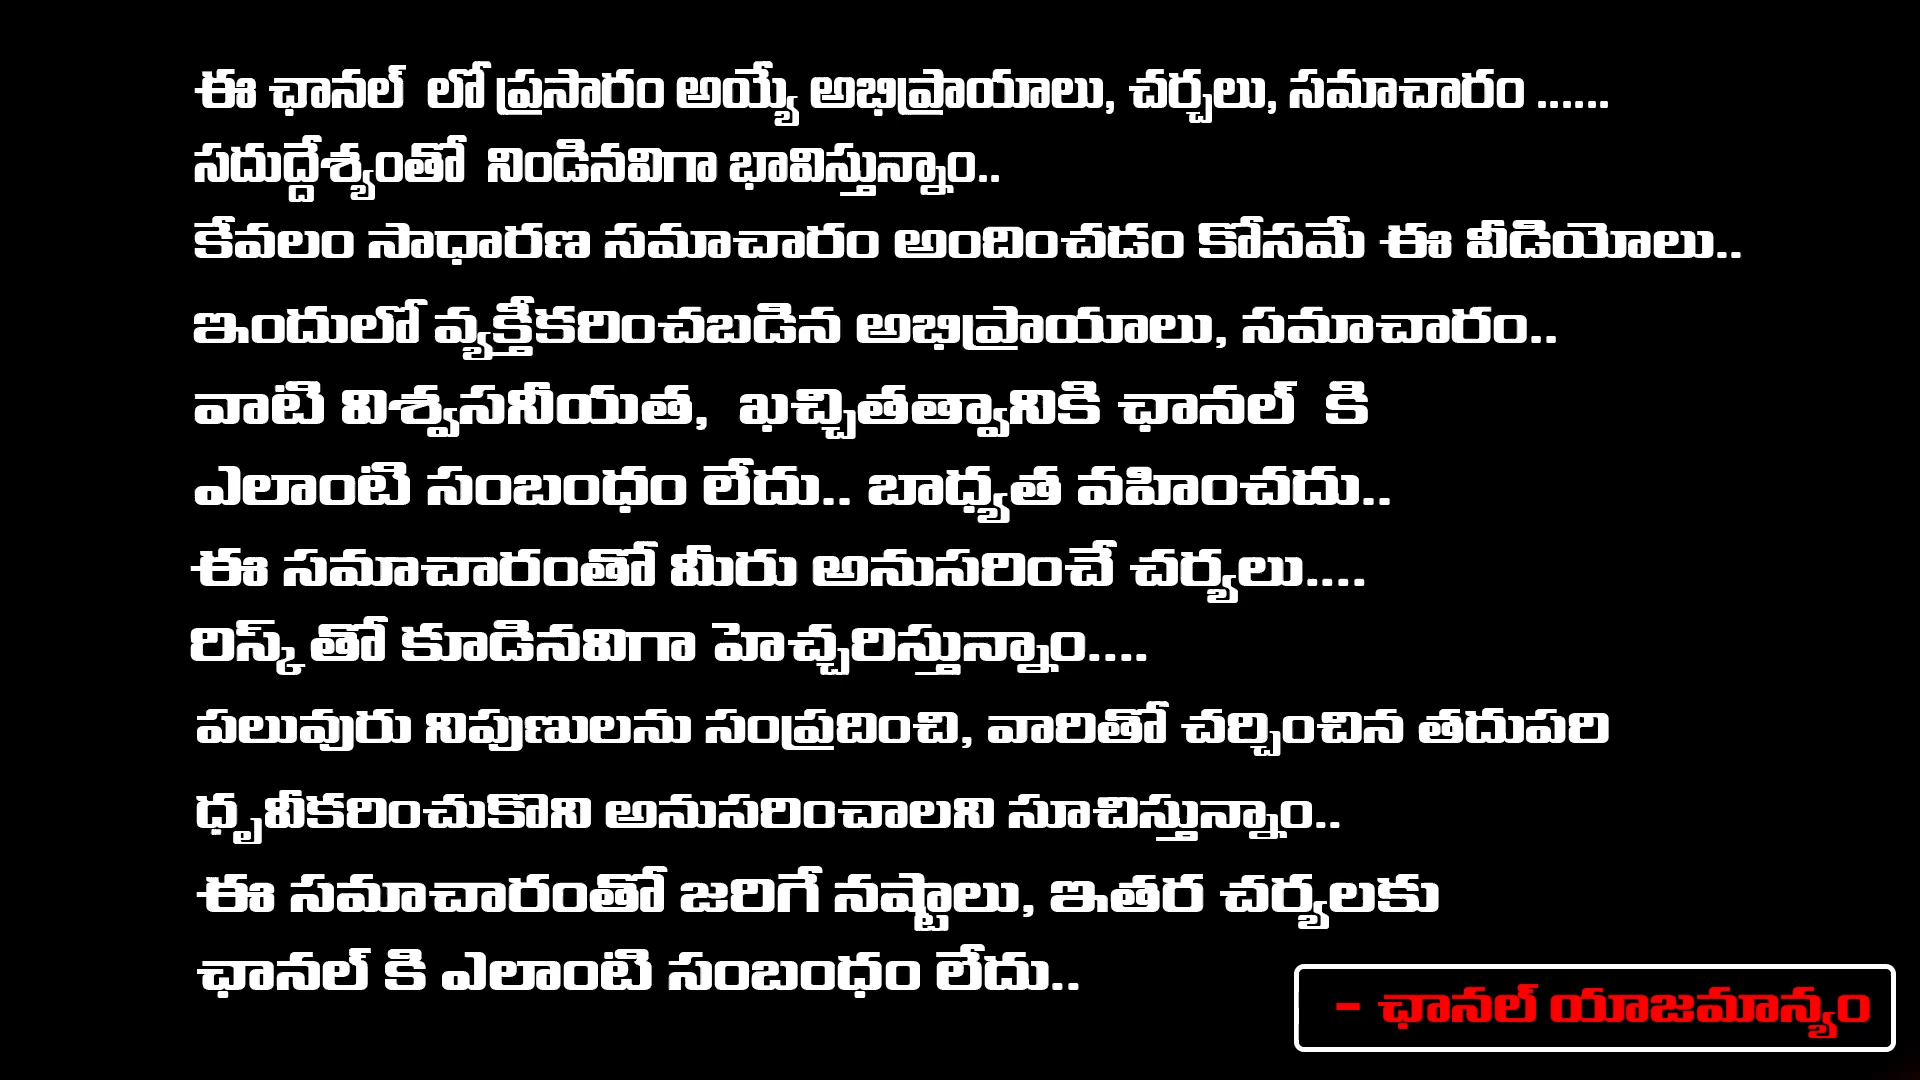 ఈ ఛానల్ లో ప్రసారం అయ్యే అభిప్రాయాలు, చర్చలు, సమాచారం ......
సదుద్దేశ్యంతో నిండినవిగా భావిస్తున్నాం..
కేవలం సాధారణ సమాచారం అందించడం కోసమే ఈ వీడియోలు..
ఇందులో వ్యక్తీకరించబడిన అభిప్రాయాలు, సమాచారం..
వాటి విశ్వసనీయత, ఖచ్చితత్వానికి ఛానల్ కి
ఎలాంటి సంబంధం లేదు.. బాధ్యత వహించదు..
ఈ సమాచారంతో మీరు అనుసరించే చర్యలు....
రిస్క్ తో కూడినవిగా హెచ్చరిస్తున్నాం....
పలువురు నిపుణులను సంప్రదించి, వారితో చర్చించిన తదుపరి
ధృవీకరించుకొని అనుసరించాలని సూచిస్తున్నాం..
ఈ సమాచారంతో జరిగే నష్టాలు, ఇతర చర్యలకు
ఛానల్ కి ఎలాంటి సంబంధం లేదు..
- ఛానల్ యాజమాన్యం